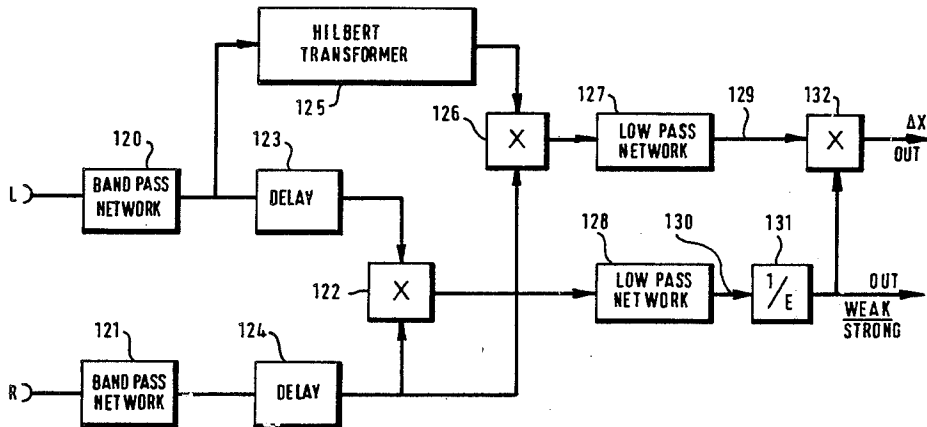 HILBERT
TRANSFORMER
125
126
X
127
LOW PASS
NETWORK
129
132
X
ΔX
OUT
120
L
BAND PASS
NETWORK
123
DELAY
122
X
128
LOW PASS
NETWORK
130
131
1/E
OUT
WEAK
STRONG
121
R
BAND PASS
NETWORK
124
DELAY